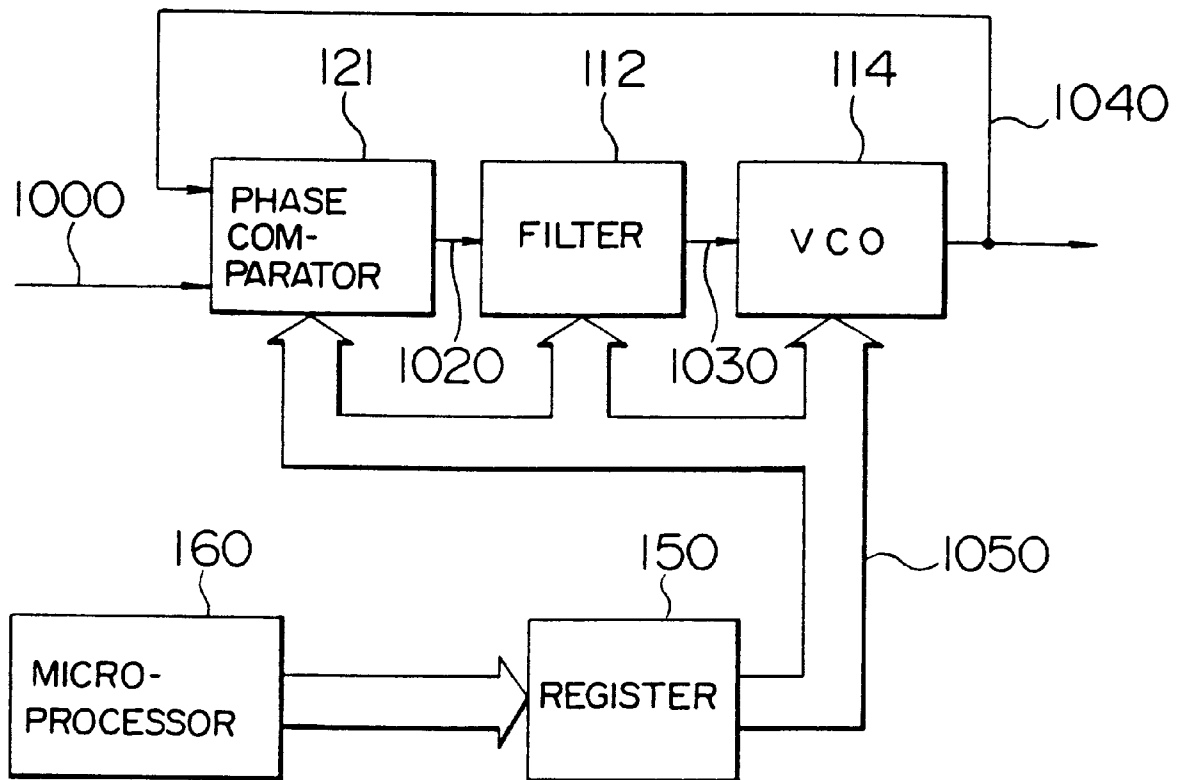 121
112
114
1040
1000
PHASE
COM-
PARATOR
FILTER
VCO
1020
1030
160
150
1050
MICRO-
PROCESSOR
REGISTER